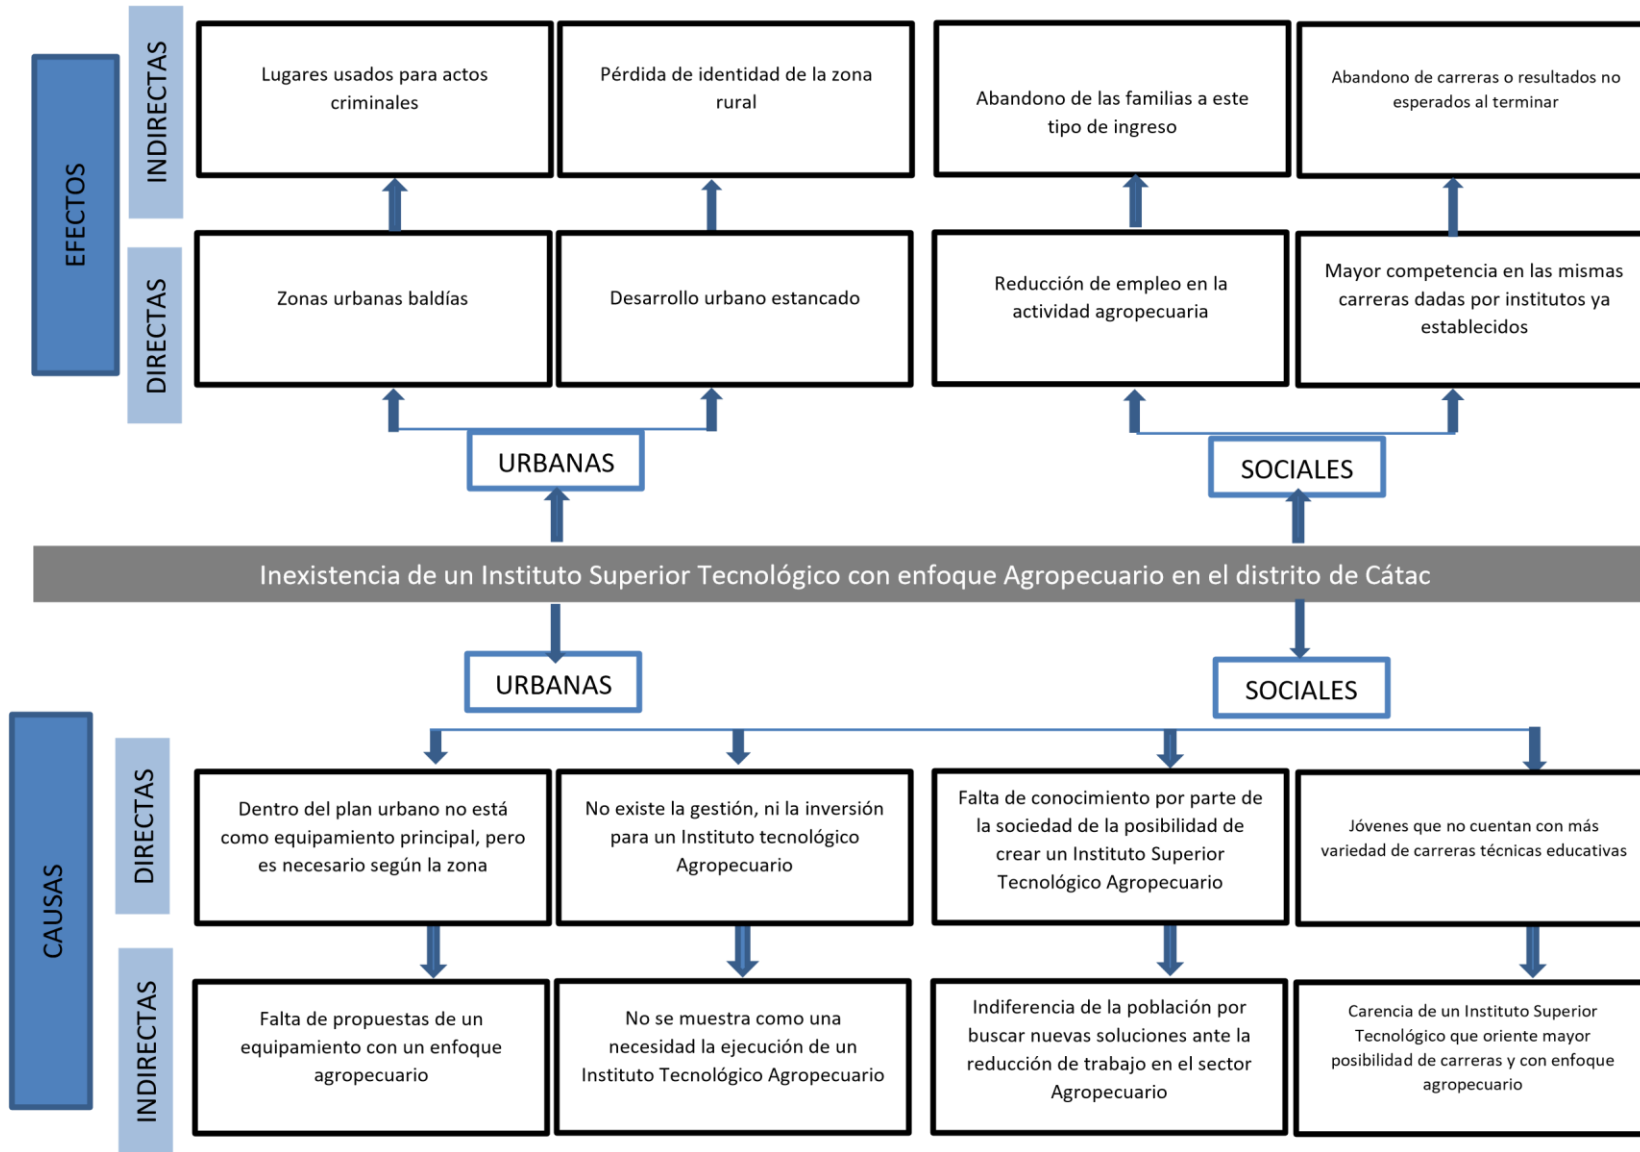 EFECTOS
INDIRECTAS
Lugares usados para actos
criminales
Pérdida de identidad de la zona
rural
Abandono de las familias a este
tipo de ingreso
Abandono de carreras o resultados no
esperados al terminar
DIRECTAS
Zonas urbanas baldías
Desarrollo urbano estancado
Reducción de empleo en la
actividad agropecuaria
Mayor competencia en las mismas
carreras dadas por institutos ya
establecidos
URBANAS
SOCIALES
Inexistencia de un Instituto Superior Tecnológico con enfoque Agropecuario en el distrito de Cátac
URBANAS
SOCIALES
CAUSAS
DIRECTAS
Dentro del plan urbano no está
como equipamiento principal, pero
es necesario según la zona
No existe la gestión, ni la inversión
para un Instituto tecnológico
Agropecuario
Falta de conocimiento por parte de
la sociedad de la posibilidad de
crear un Instituto Superior
Tecnológico Agropecuario
Jóvenes que no cuentan con más
variedad de carreras técnicas educativas
INDIRECTAS
Falta de propuestas de un
equipamiento con un enfoque
agropecuario
No se muestra como una
necesidad la ejecución de un
Instituto Tecnológico Agropecuario
Indiferencia de la población por
buscar nuevas soluciones ante la
reducción de trabajo en el sector
Agropecuario
Carencia de un Instituto Superior
Tecnológico que oriente mayor
posibilidad de carreras y con enfoque
agropecuario